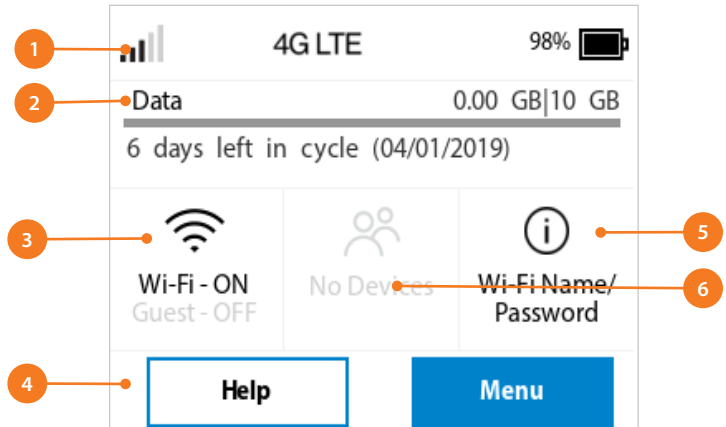 1
4G LTE
98%
2
Data
0.00 GB|10 GB
6 days left in cycle (04/01/2019)
3
5
6
Wi-Fi - ON
Guest - OFF
No Devices
Wi-Fi Name/
Password
4
Help
Menu